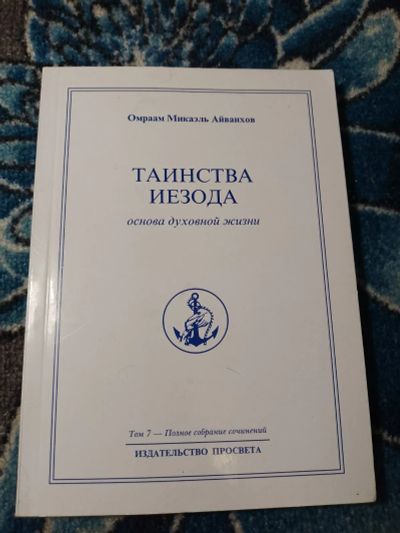 Омраам Микаэль Айванхов
ТАИНСТВА
ИЕЗОДА
основа духовной жизни
Том 7 — Полное собрание сочинений
ИЗДАТЕЛЬСТВО ПРОСВЕТА